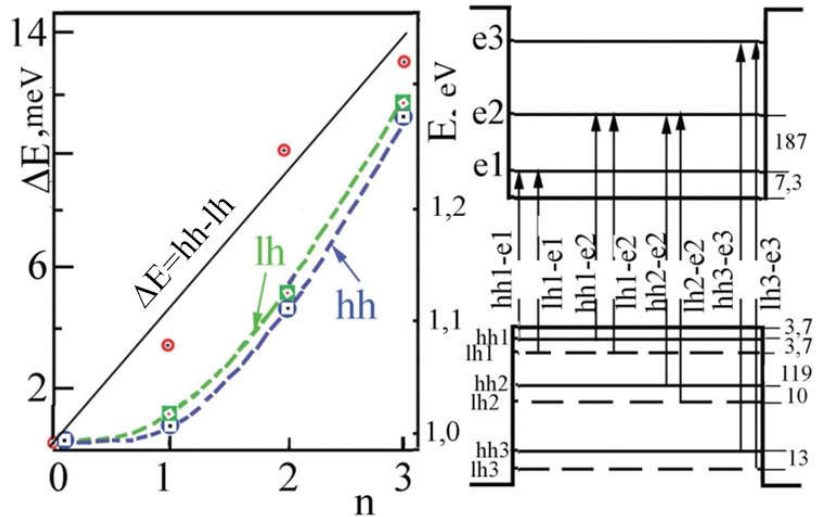 14
6
2
ΔE,meV
ΔE=hh-lh
lh
hh
0
1
2
3
n
E, eV
1,2
1,1
1,0
e3
e2
e1
187
7,3
hh1-e1
lh1-e1
hh1-e2
lh1-e2
hh2-e2
lh2-e2
hh3-e3
lh3-e3
hh1
lh1
hh2
lh2
hh3
lh3
3,7
3,7
119
10
13